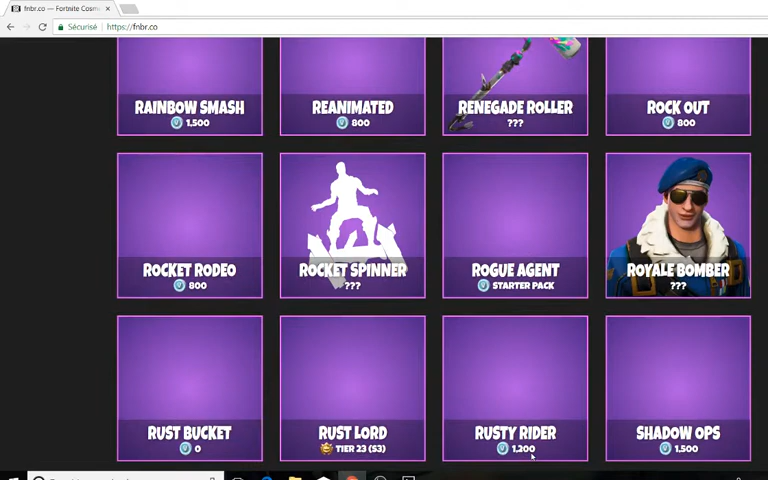 fnbr.co — Fortnite Cosm
Sécurisé
https://fnbr.co
RAINBOW SMASH
1,500
REANIMATED
800
RENEGADE ROLLER
???
ROCK OUT
800
ROCKET RODEO
800
ROCKET SPINNER
???
ROGUE AGENT
STARTER PACK
ROYALE BOMBER
???
RUST BUCKET
0
RUST LORD
TIER 23 (S3)
RUSTY RIDER
1,200
SHADOW OPS
1,500